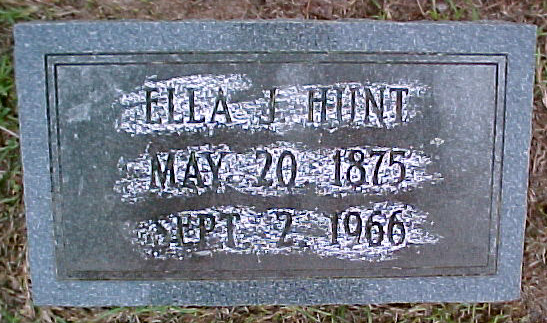 ELLA J. HUNT
MAY 20, 1875
SEPT. 2, 1966